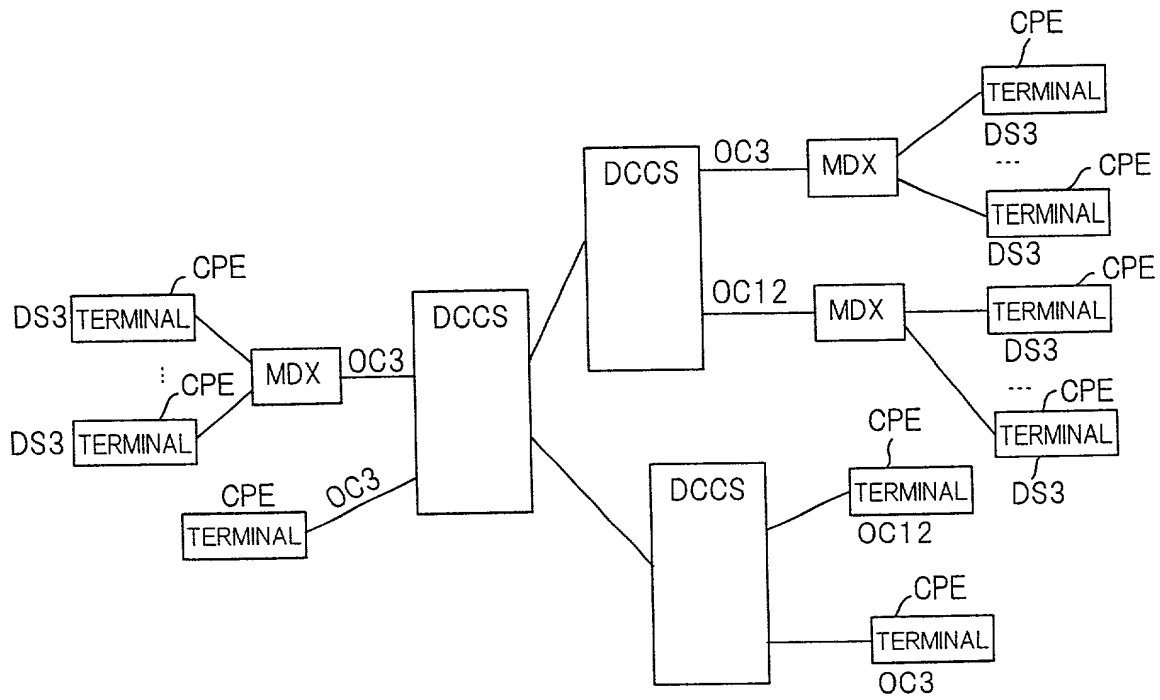 CPE
TERMINAL
DS3
...
CPE
TERMINAL
DS3
OC3
MDX
DCCS
OC12
MDX
CPE
TERMINAL
DS3
...
CPE
TERMINAL
DS3
CPE
DS3 TERMINAL
...
CPE
DS3 TERMINAL
MDX
OC3
DCCS
CPE
TERMINAL
OC3
DCCS
CPE
TERMINAL
OC12
CPE
TERMINAL
OC3